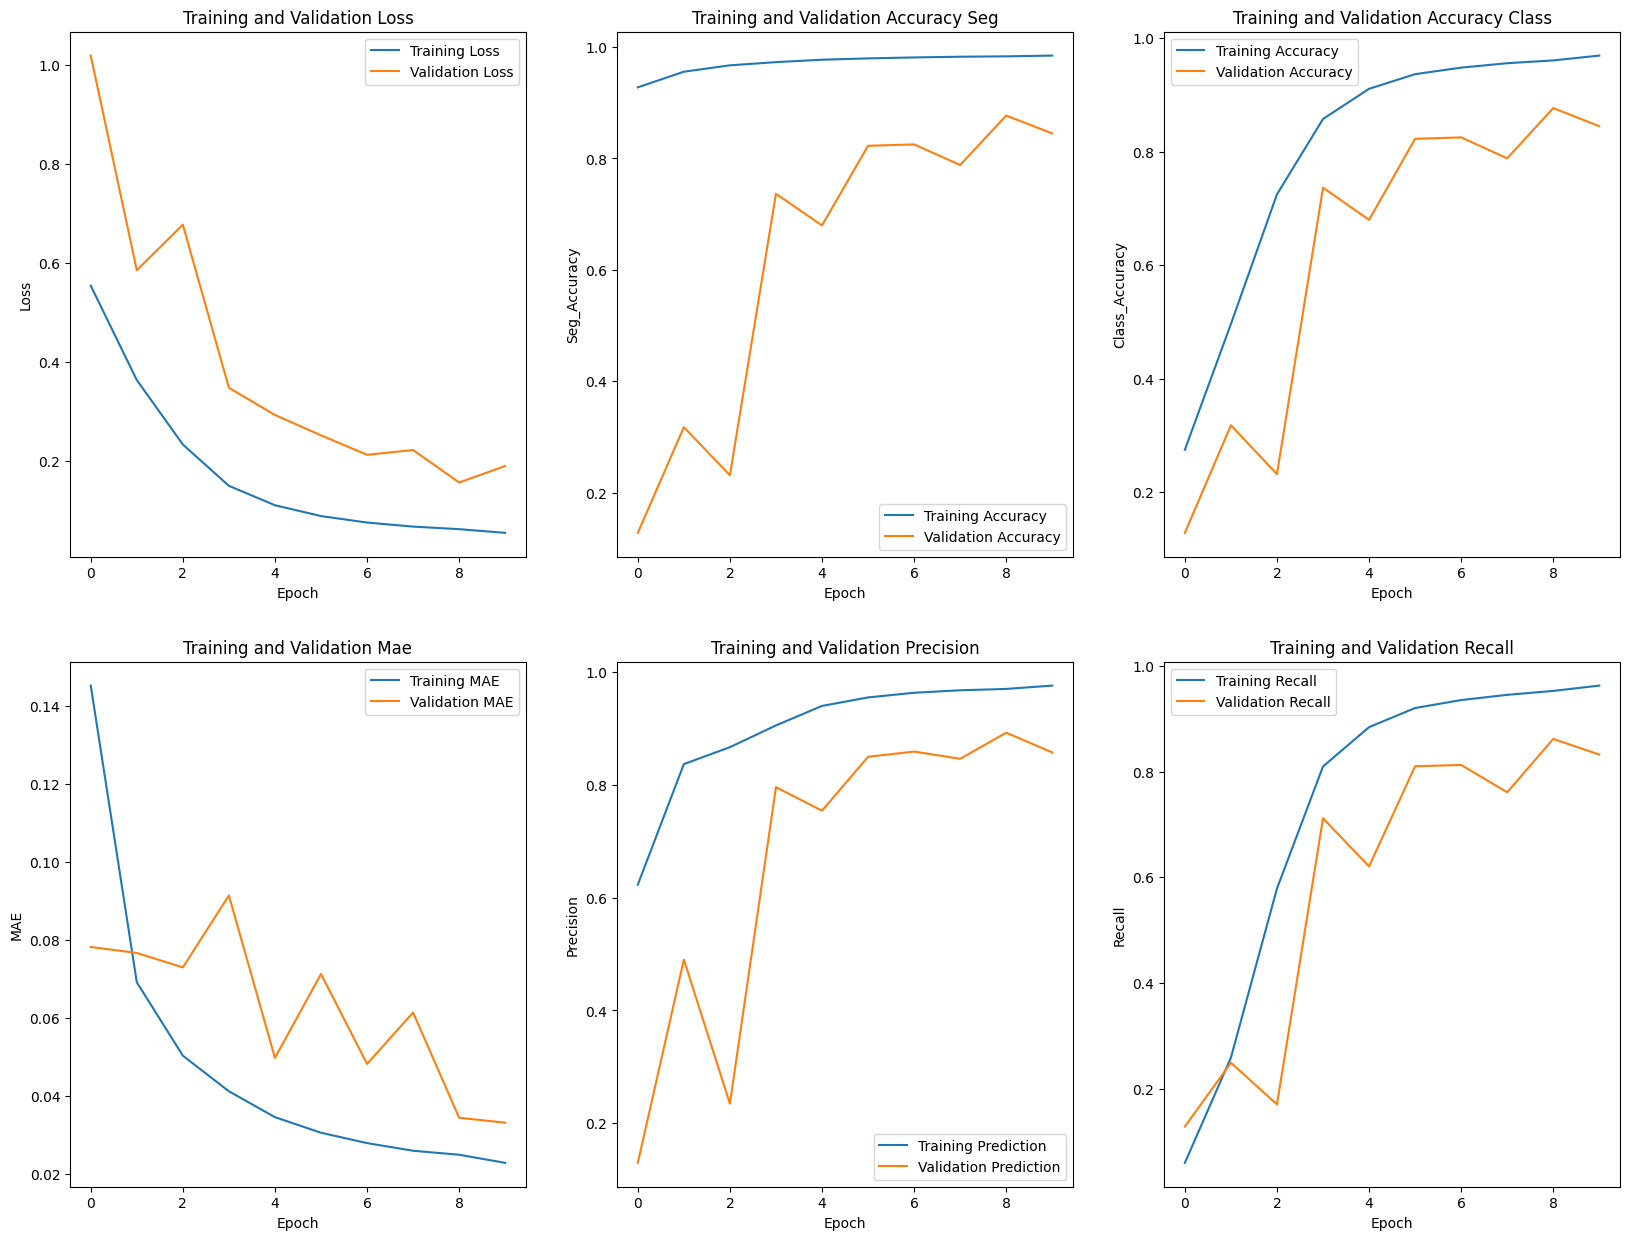 Training and Validation Loss
Training Loss
Validation Loss
1.0
0.8
0.6
0.4
0.2
Loss
0 2 4 6 8
Epoch
Training and Validation Accuracy Seg
1.0
0.8
0.6
0.4
0.2
Seg_Accuracy
Training Accuracy
Validation Accuracy
0 2 4 6 8
Epoch
Training and Validation Accuracy Class
Training Accuracy
Validation Accuracy
1.0
0.8
0.6
0.4
0.2
Class_Accuracy
0 2 4 6 8
Epoch
Training and Validation Mae
Training MAE
Validation MAE
0.14
0.12
0.10
0.08
0.06
0.04
0.02
MAE
0 2 4 6 8
Epoch
Training and Validation Precision
1.0
0.8
0.6
0.4
0.2
Precision
Training Prediction
Validation Prediction
0 2 4 6 8
Epoch
Training and Validation Recall
Training Recall
Validation Recall
1.0
0.8
0.6
0.4
0.2
Recall
0 2 4 6 8
Epoch